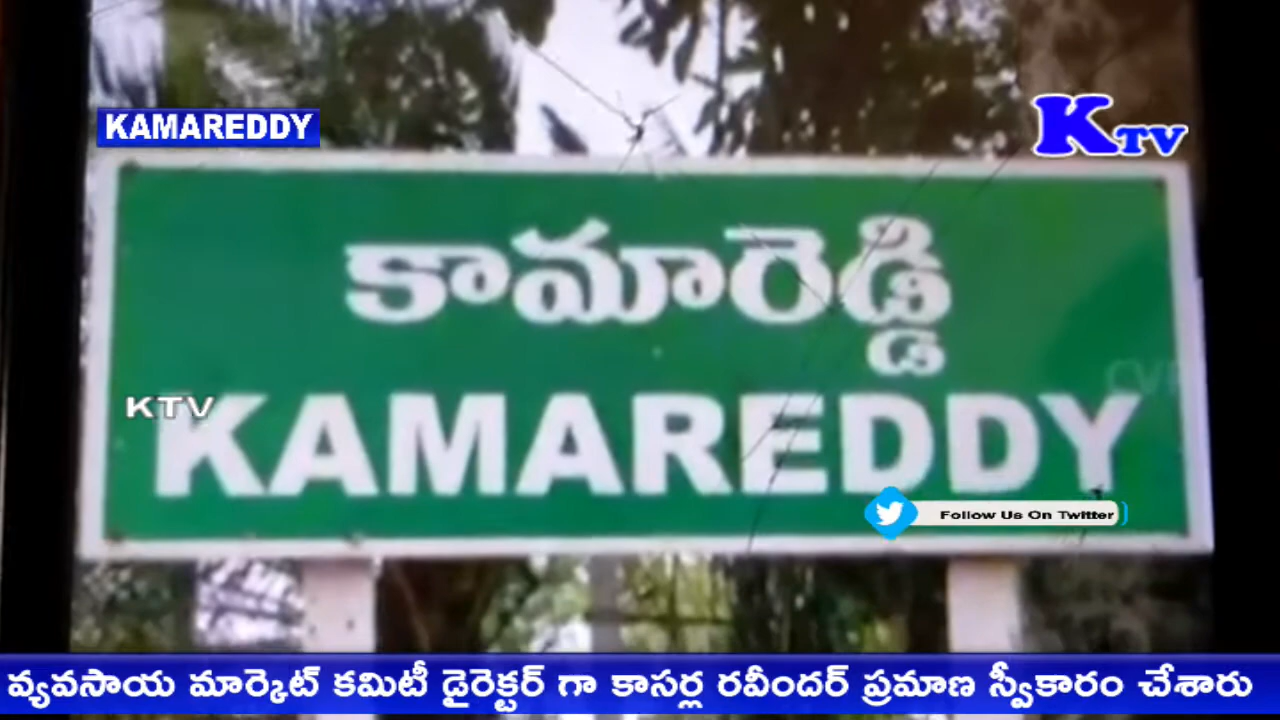 KAMAREDDY
KTV
కామారెడ్డి
KTV
KAMAREDDY
Follow Us On Twitter
వ్యవసాయ మార్కెట్ కమిటీ డైరెక్టర్ గా కాసర్ల రవీందర్ ప్రమాణ స్వీకారం చేశారు